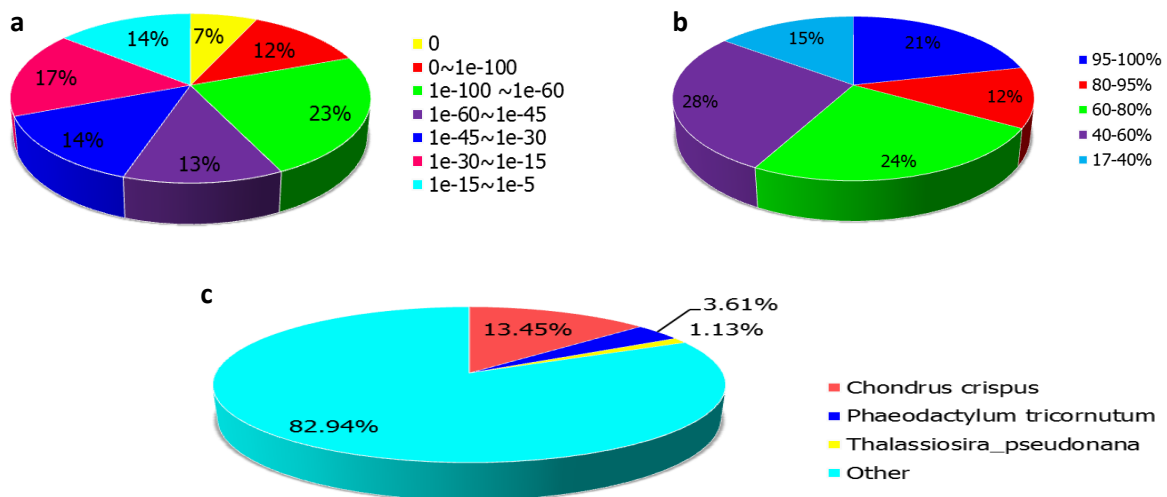 a
7%
12%
23%
13%
14%
17%
14%
0
0~1e-100
1e-100 ~1e-60
1e-60~1e-45
1e-45~1e-30
1e-30~1e-15
1e-15~1e-5
b
21%
12%
24%
28%
15%
95-100%
80-95%
60-80%
40-60%
17-40%
c
13.45%
3.61%
1.13%
82.94%
Chondrus crispus
Phaeodactylum tricornutum
Thalassiosira_pseudonana
Other